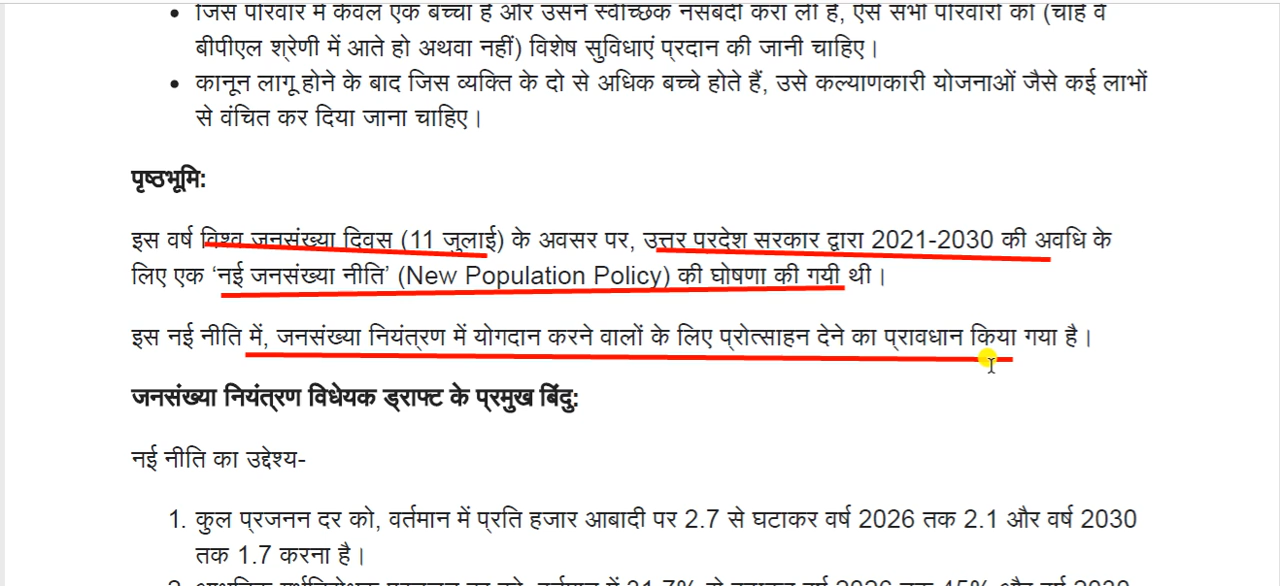 जिस परिवार में केवल एक बच्चा है और उसने स्वैच्छिक नसबंदी करा ली है, ऐसे सभी परिवारों को (चाहे वे
बीपीएल श्रेणी में आते हो अथवा नहीं) विशेष सुविधाएं प्रदान की जानी चाहिए।
कानून लागू होने के बाद जिस व्यक्ति के दो से अधिक बच्चे होते हैं, उसे कल्याणकारी योजनाओं जैसे कई लाभों
से वंचित कर दिया जाना चाहिए।
पृष्ठभूमि:
इस वर्ष विश्व जनसंख्या दिवस (11 जुलाई) के अवसर पर, उत्तर परदेश सरकार द्वारा 2021-2030 की अवधि के
लिए एक ‘नई जनसंख्या नीति’ (New Population Policy) की घोषणा की गयी थी।
इस नई नीति में, जनसंख्या नियंत्रण में योगदान करने वालों के लिए प्रोत्साहन देने का प्रावधान किया गया है।
जनसंख्या नियंत्रण विधेयक ड्राफ्ट के प्रमुख बिंदु:
नई नीति का उद्देश्य-
1. कुल प्रजनन दर को, वर्तमान में प्रति हजार आबादी पर 2.7 से घटाकर वर्ष 2026 तक 2.1 और वर्ष 2030
तक 1.7 करना है।